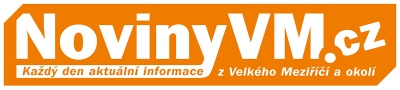 NovinyVM.cz
Každý den aktuální informace z Velkého Meziříčí a okolí